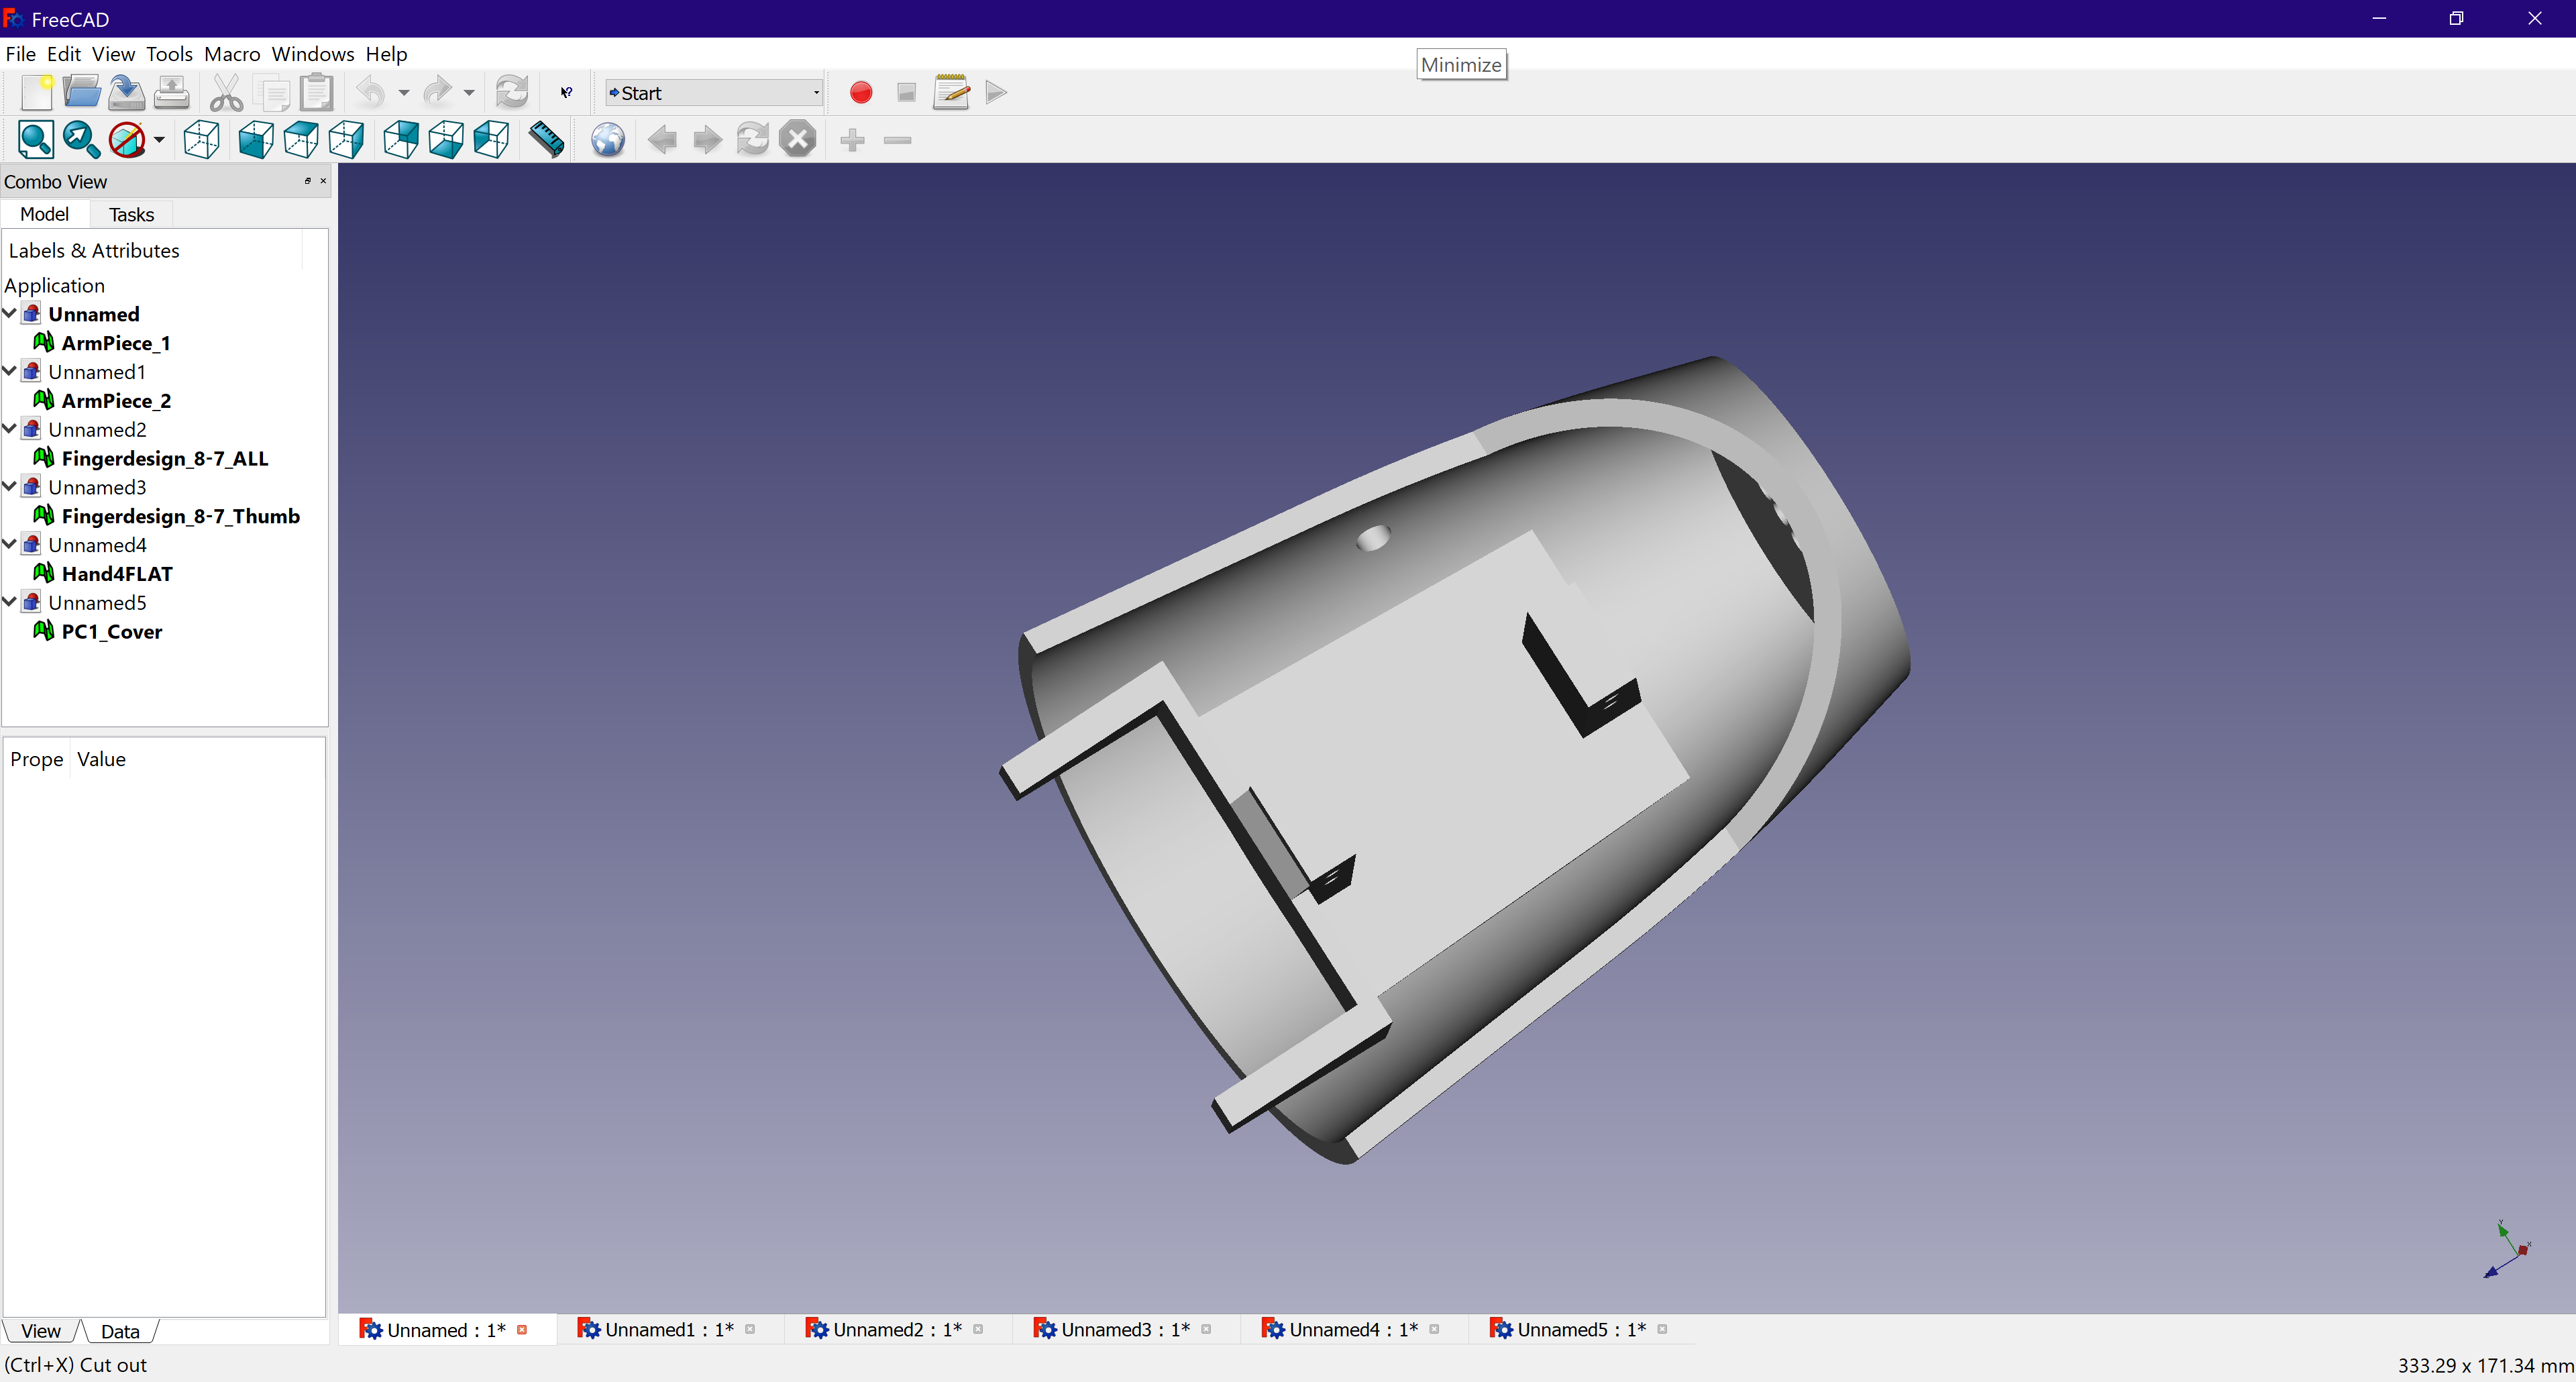 FreeCAD
File Edit View Tools Macro Windows Help
Minimize
Start
Combo View
Model Tasks
Labels & Attributes
Application
Unnamed
ArmPiece_1
Unnamed1
ArmPiece_2
Unnamed2
Fingerdesign_8-7_ALL
Unnamed3
Fingerdesign_8-7_Thumb
Unnamed4
Hand4FLAT
Unnamed5
PC1_Cover
Prope Value
Y
X
View Data
Unnamed : 1* Unnamed1 : 1* Unnamed2 : 1* Unnamed3 : 1* Unnamed4 : 1* Unnamed5 : 1*
(Ctrl+X) Cut out
333.29 x 171.34 mm